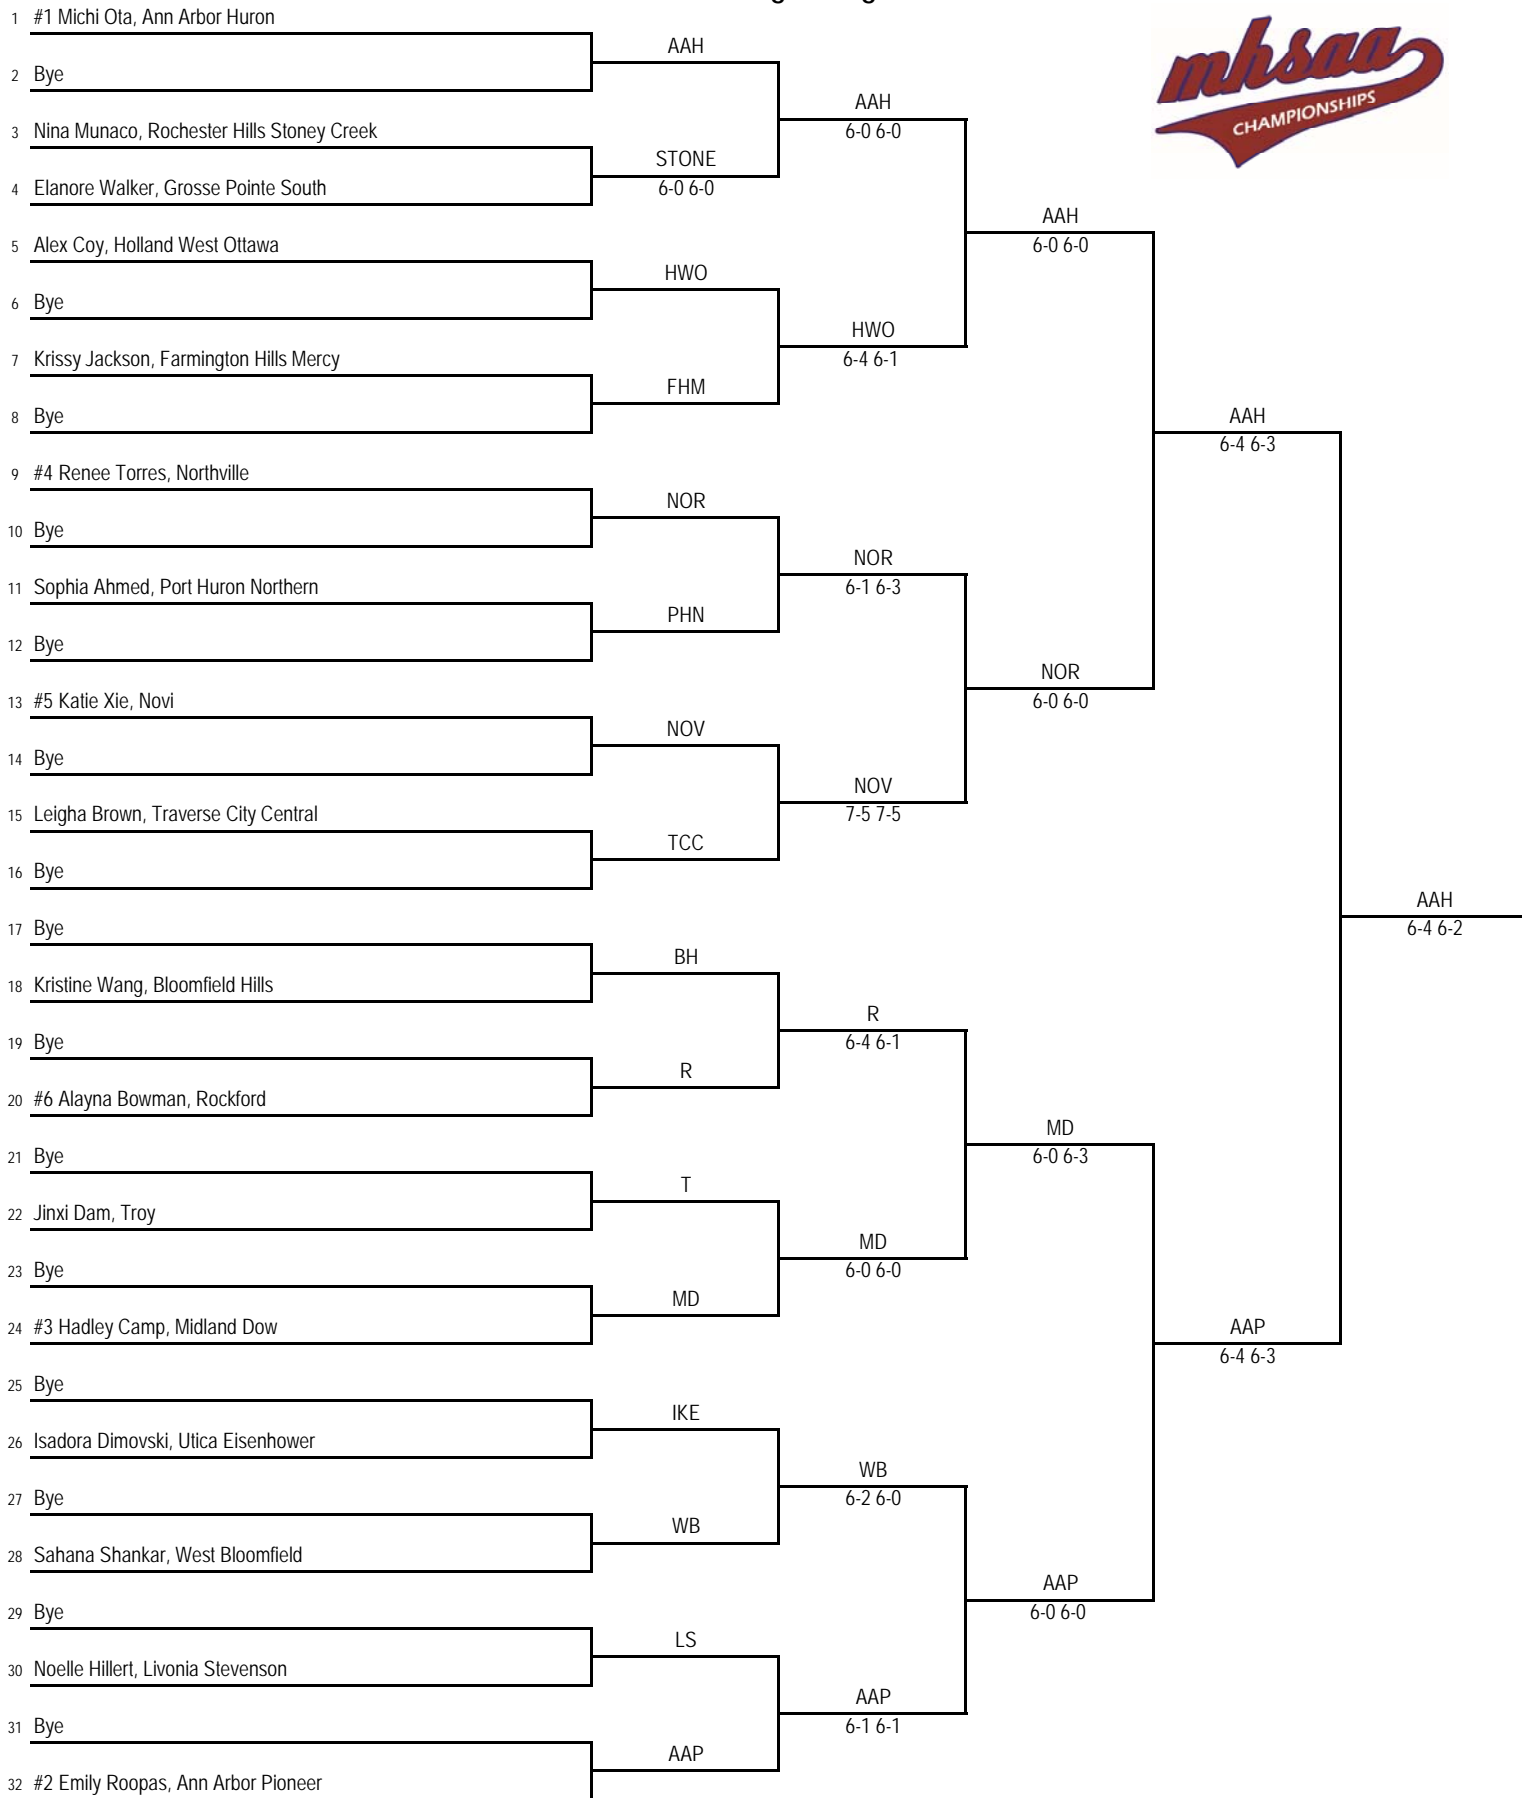 1 #1 Michi Ota, Ann Arbor Huron
AAH
2 Bye
AAH
6-0 6-0
3 Nina Munaco, Rochester Hills Stoney Creek
STONE
6-0 6-0
4 Elanore Walker, Grosse Pointe South
AAH
6-0 6-0
5 Alex Coy, Holland West Ottawa
HWO
6 Bye
HWO
6-4 6-1
7 Krissy Jackson, Farmington Hills Mercy
FHM
8 Bye
AAH
6-4 6-3
9 #4 Renee Torres, Northville
NOR
10 Bye
NOR
6-1 6-3
11 Sophia Ahmed, Port Huron Northern
PHN
12 Bye
NOR
6-0 6-0
13 #5 Katie Xie, Novi
NOV
14 Bye
NOV
7-5 7-5
15 Leigha Brown, Traverse City Central
TCC
16 Bye
AAH
6-4 6-2
17 Bye
BH
18 Kristine Wang, Bloomfield Hills
R
6-4 6-1
19 Bye
R
20 #6 Alayna Bowman, Rockford
MD
6-0 6-3
21 Bye
T
22 Jinxi Dam, Troy
MD
6-0 6-0
23 Bye
MD
24 #3 Hadley Camp, Midland Dow
AAP
6-4 6-3
25 Bye
IKE
26 Isadora Dimovski, Utica Eisenhower
WB
6-2 6-0
27 Bye
WB
28 Sahana Shankar, West Bloomfield
AAP
6-0 6-0
29 Bye
LS
30 Noelle Hillert, Livonia Stevenson
AAP
6-1 6-1
31 Bye
AAP
32 #2 Emily Roopas, Ann Arbor Pioneer
mhsaa
CHAMPIONSHIPS